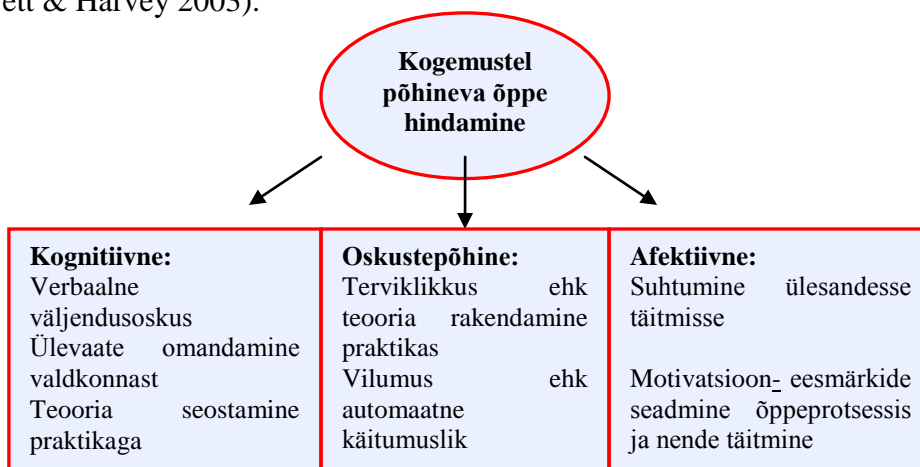 ett & Harvey 2003).
Kogemustel
põhineva õppe
hindamine
Kognitiivne:
Verbaalne
väljendusoskus
Ülevaate omandamine
valdkonnast
Teooria seostamine
praktikaga
Oskustepõhine:
Terviklikkus ehk
teooria rakendamine
praktikas
Vilumus ehk
automaatne
käitumuslik
Afektiivne:
Suhtumine ülesandesse
täitmisse
Motivatsioon- eesmärkide
seadmine õppeprotsessis
ja nende täitmine